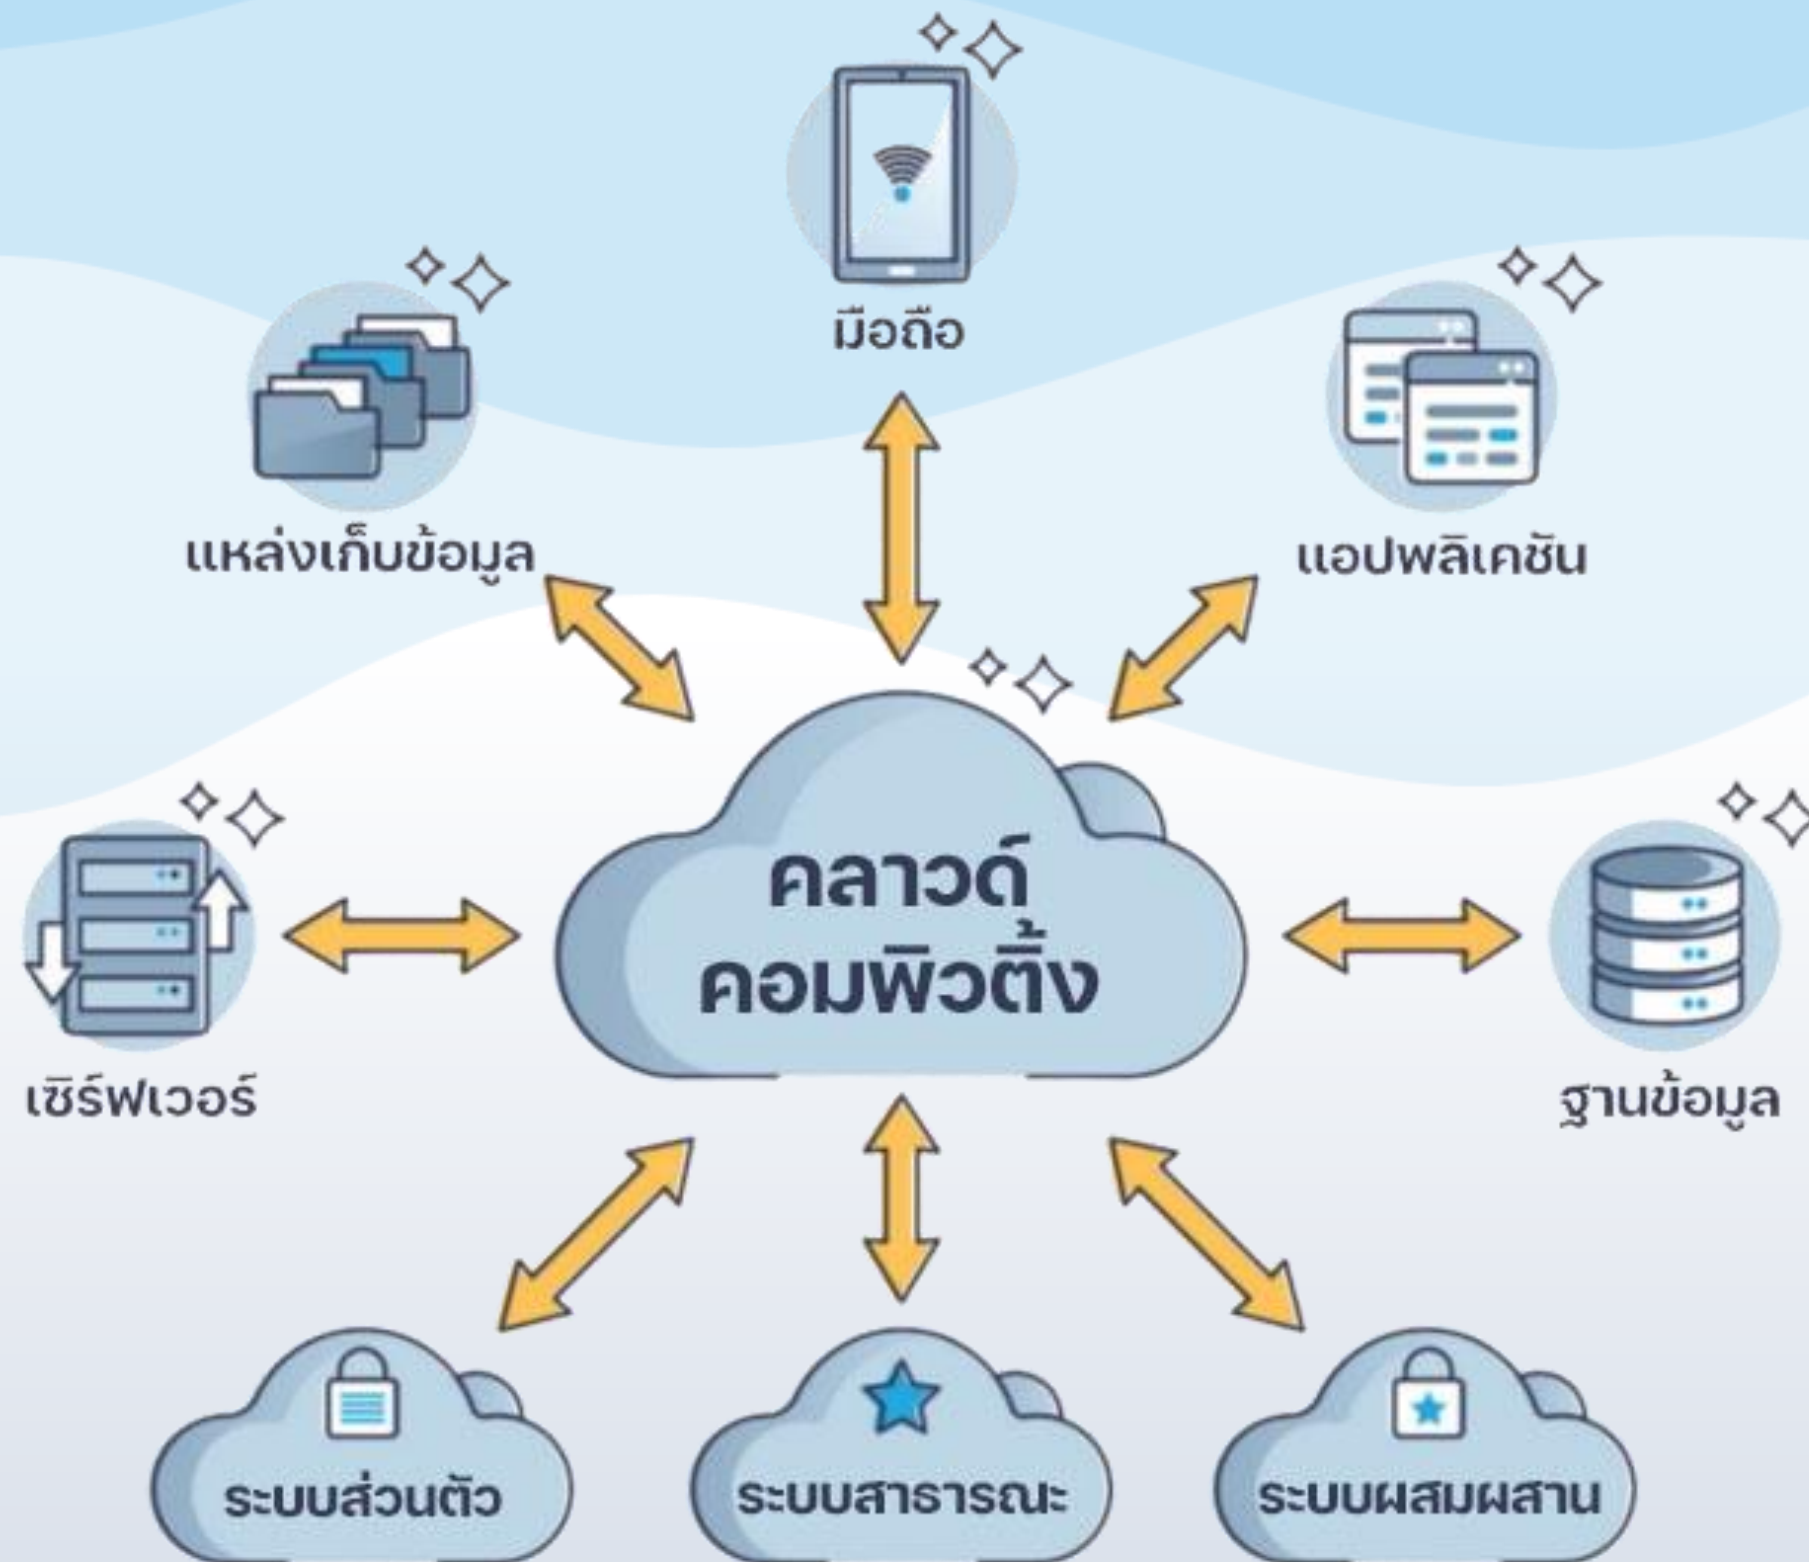 มือถือ
แหล่งเก็บข้อมูล
แอปพลิเคชัน
คลาวด์
คอมพิวติ้ง
เซิร์ฟเวอร์
ฐานข้อมูล
ระบบส่วนตัว
ระบบสาธารณะ
ระบบผสมผสาน